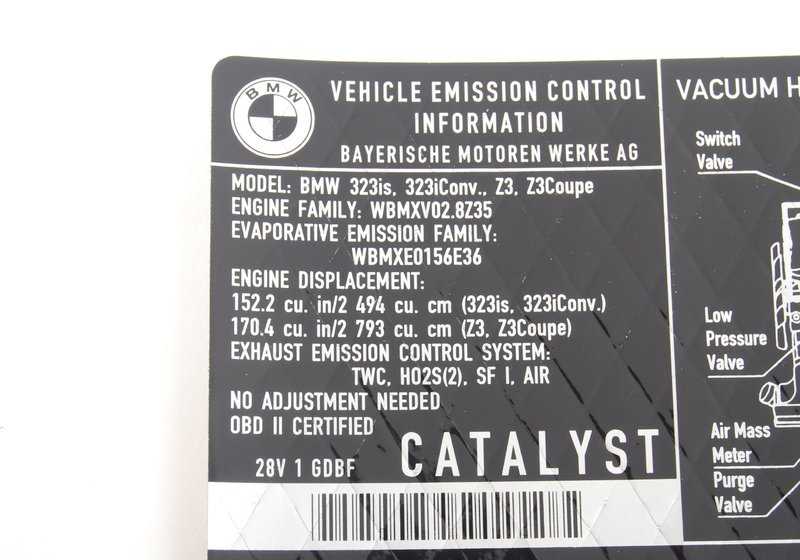 BMW
VEHICLE EMISSION CONTROL
INFORMATION
BAYERISCHE MOTOREN WERKE AG
MODEL: BMW 323is, 323iConv., Z3, Z3Coupe
ENGINE FAMILY: WBMXV02.8Z35
EVAPORATIVE EMISSION FAMILY:
WBMXE0156E36
ENGINE DISPLACEMENT:
152.2 cu. in/2 494 cu. cm (323is, 323iConv.)
170.4 cu. in/2 793 cu. cm (Z3, Z3Coupe)
EXHAUST EMISSION CONTROL SYSTEM:
TWC, HO2S(2), SF I, AIR
NO ADJUSTMENT NEEDED
OBD II CERTIFIED
28V 1 GDBF
CATALYST
VACUUM H
Switch
Valve
Low
Pressure
Valve
Air Mass
Meter
Purge
Valve